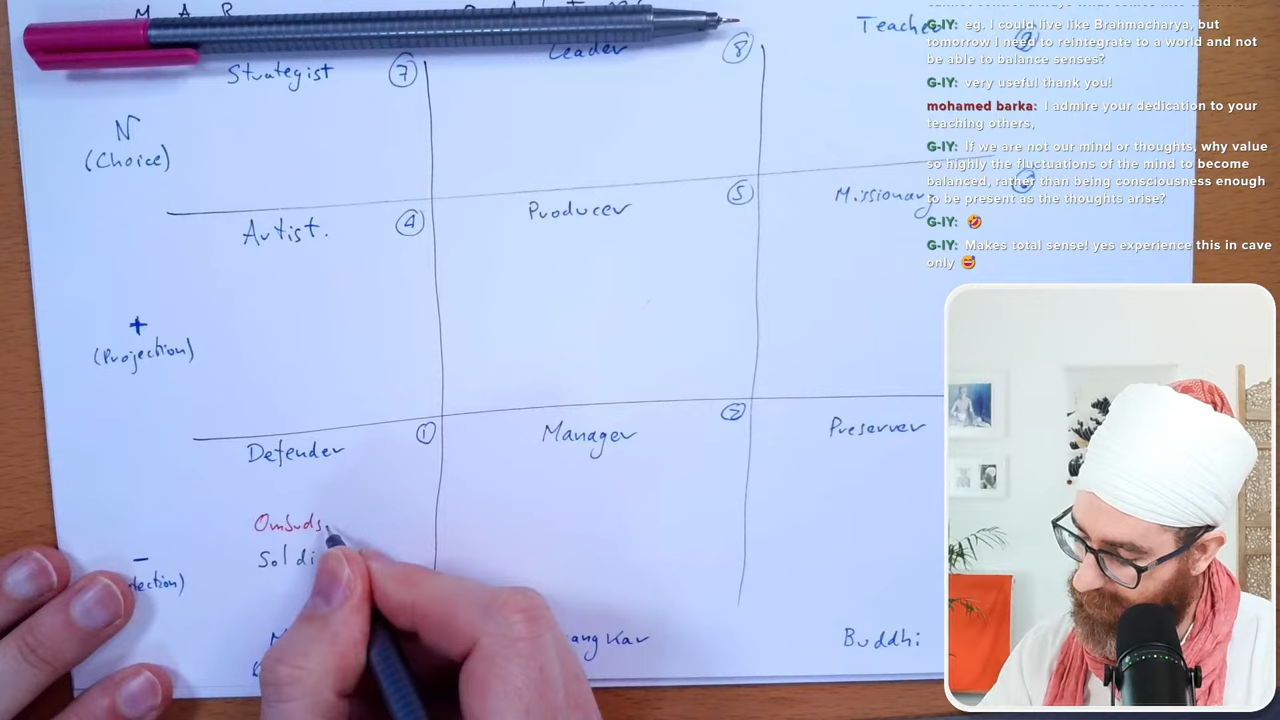 M A R
Leader
8
Teacher
Strategist
7
N
(Choice)
Artist.
4
Producer
5
Missionary
+
(Projection)
Defender
1
Manager
2
Preserver
Ombuds
Soldi
-
tection)
ang Kar
Buddhi
G-IY: eg. I could live like Brahmacharya, but
tomorrow I need to reintegrate to a world and not
be able to balance senses?
G-IY: very useful thank you!
mohamed barka: I admire your dedication to your
teaching others,
G-IY: If we are not our mind or thoughts, why value
so highly the fluctuations of the mind to become
balanced, rather than being consciousness enough
to be present as the thoughts arise?
G-IY: 🤣
G-IY: Makes total sense! yes experience this in cave
only 😅